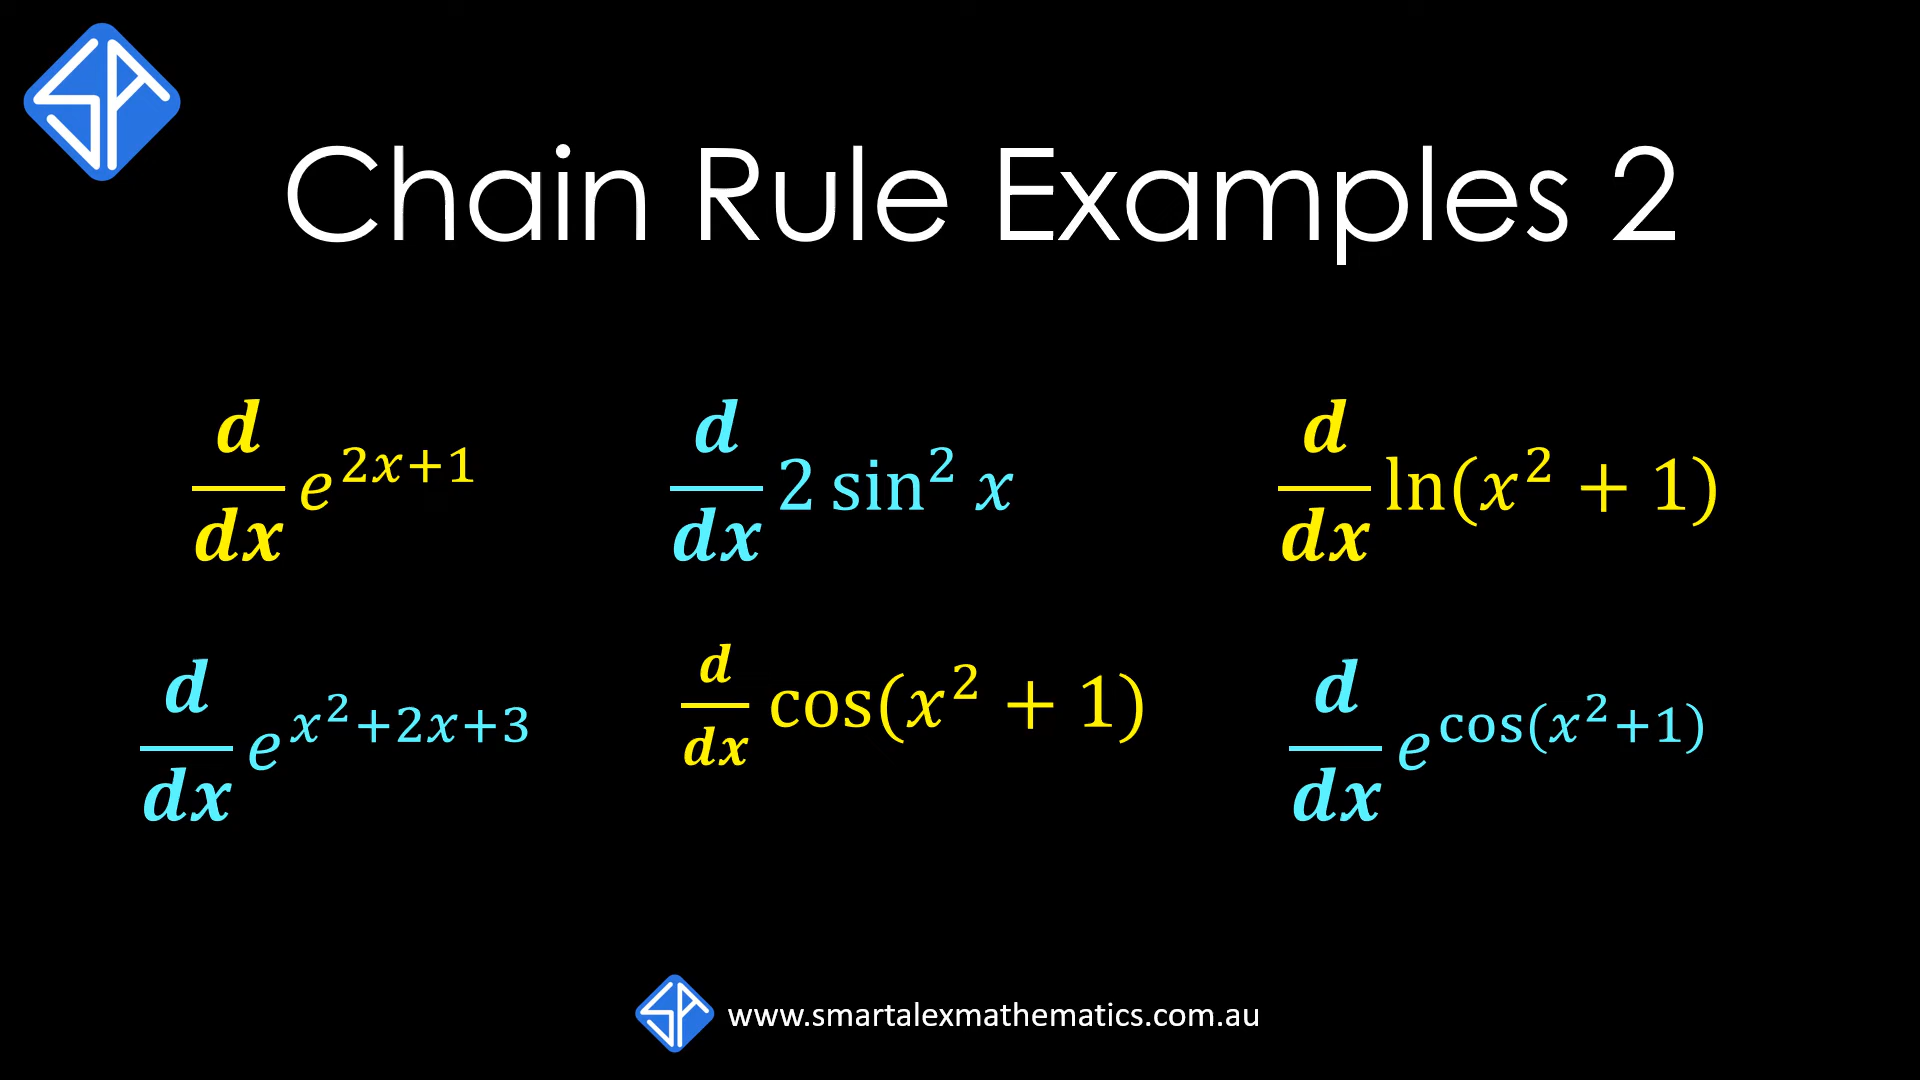 Chain Rule Examples 2
d/dx e^(2x+1)
d/dx 2 sin² x
d/dx ln(x² + 1)
d/dx e^(x²+2x+3)
d/dx cos(x² + 1)
d/dx e^(cos(x²+1))
www.smartalexmathematics.com.au